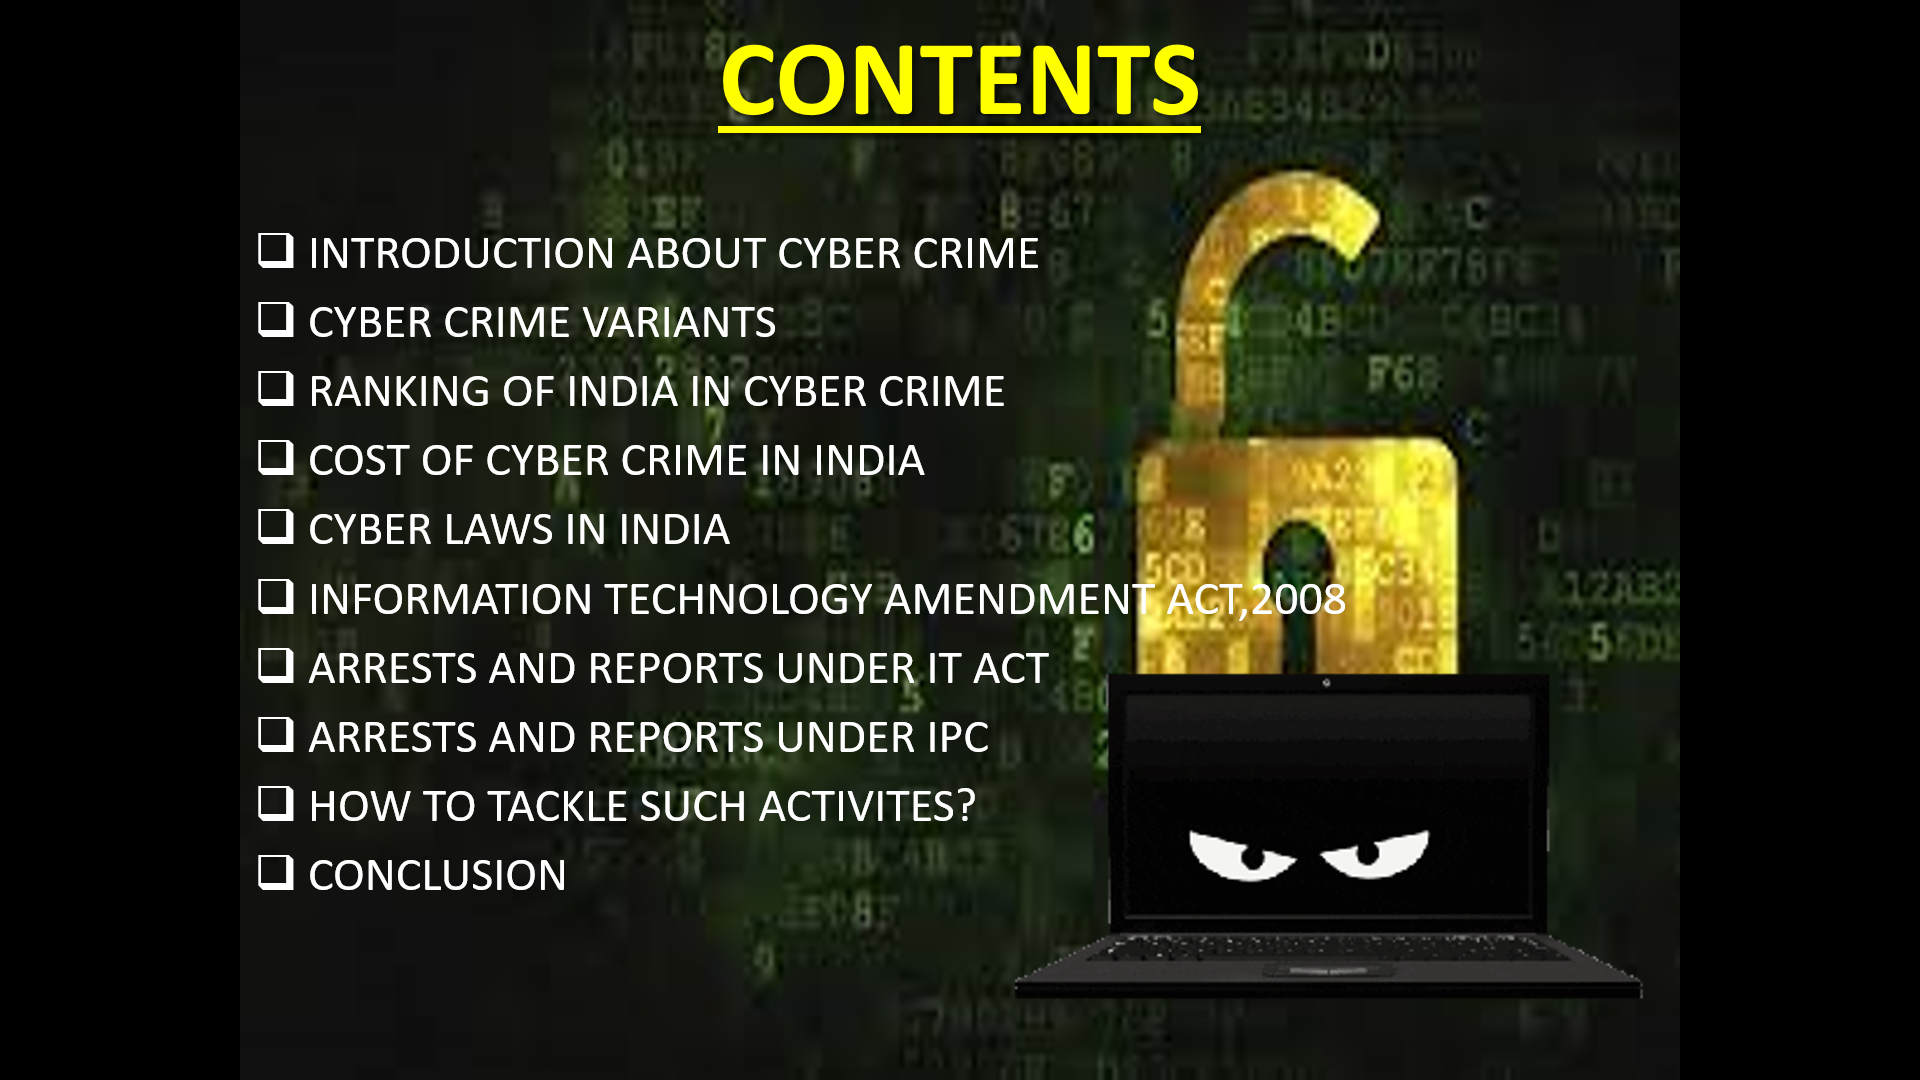 CONTENTS
INTRODUCTION ABOUT CYBER CRIME
CYBER CRIME VARIANTS
RANKING OF INDIA IN CYBER CRIME
COST OF CYBER CRIME IN INDIA
CYBER LAWS IN INDIA
INFORMATION TECHNOLOGY AMENDMENT ACT,2008
ARRESTS AND REPORTS UNDER IT ACT
ARRESTS AND REPORTS UNDER IPC
HOW TO TACKLE SUCH ACTIVITES?
CONCLUSION